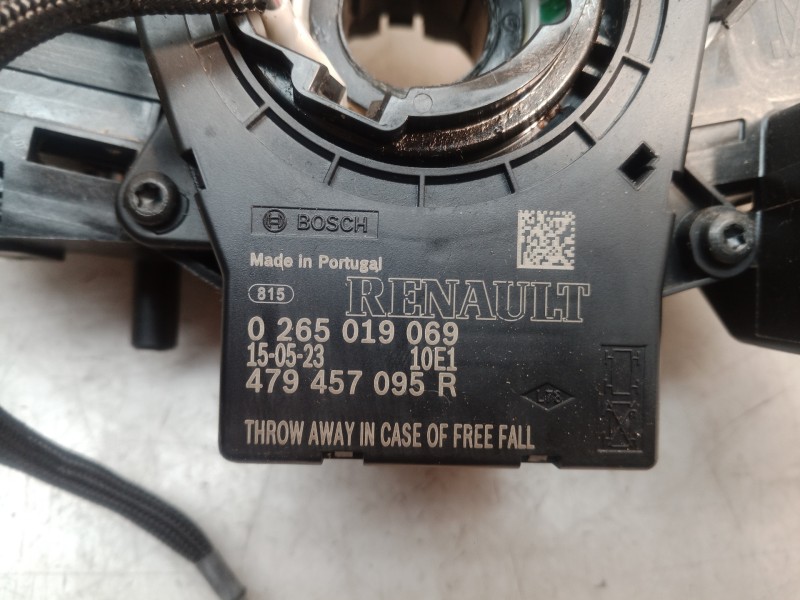 BOSCH
Made in Portugal
815
RENAULT
0 265 019 069
15-05-23 10E1
479 457 095 R
THROW AWAY IN CASE OF FREE FALL